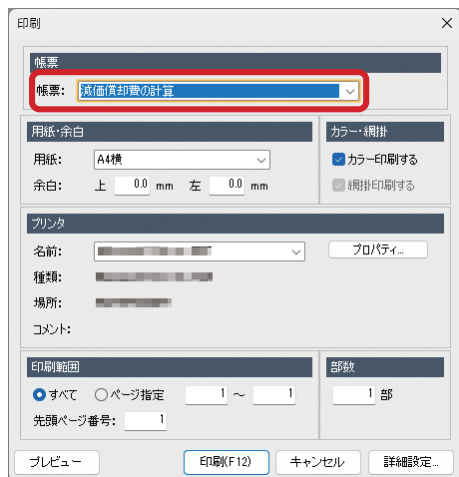 印刷
帳票
帳票: 減価償却費の計算
用紙・余白
用紙: A4横
余白: 上 0.0 mm 左 0.0 mm
カラー・網掛
カラー印刷する
網掛印刷する
プリンタ
名前:
プロパティ...
種類:
場所:
コメント:
印刷範囲
すべて ページ指定 1 ~ 1
先頭ページ番号: 1
部数
1 部
プレビュー 印刷(F12) キャンセル 詳細設定...